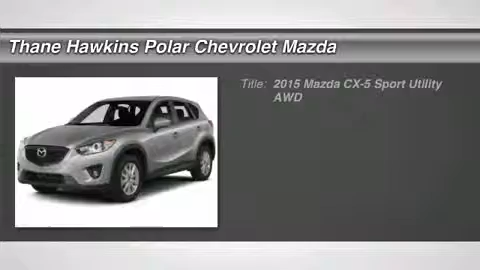 Thane Hawkins Polar Chevrolet Mazda
Title: 2015 Mazda CX-5 Sport Utility
AWD